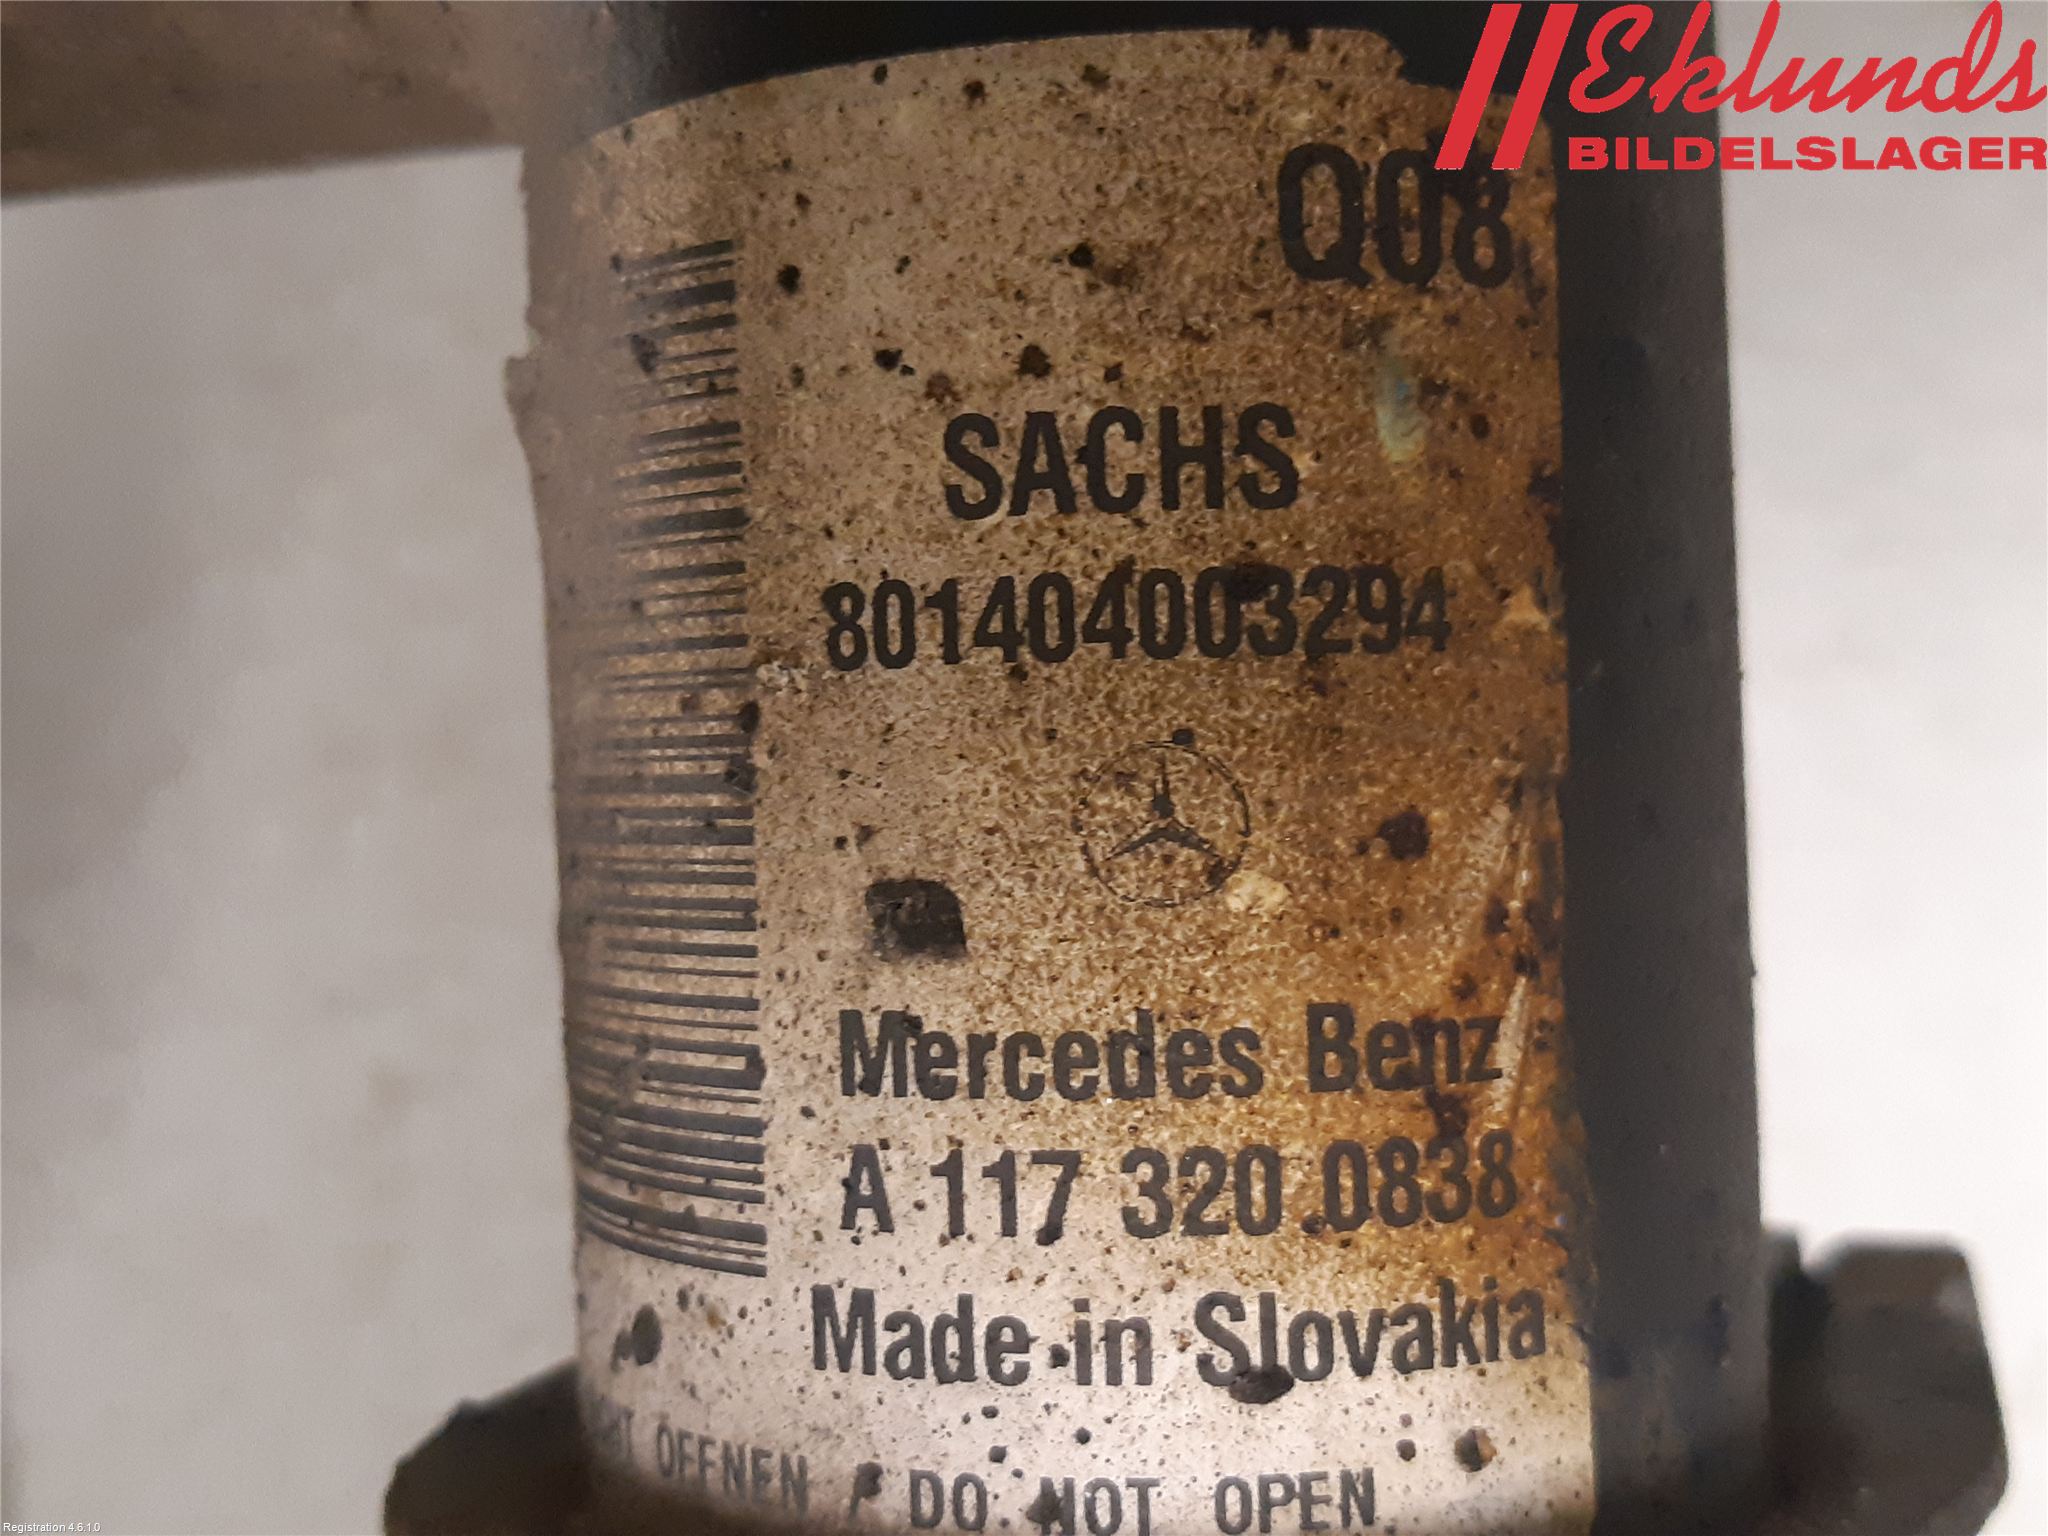 Eklunds
BILDELSLAGER
Q08
SACHS
801404003294
Mercedes Benz
A 117 320 0838
Made in Slovakia
OFFNEN / DO NOT OPEN
Registration 4.6.1.0